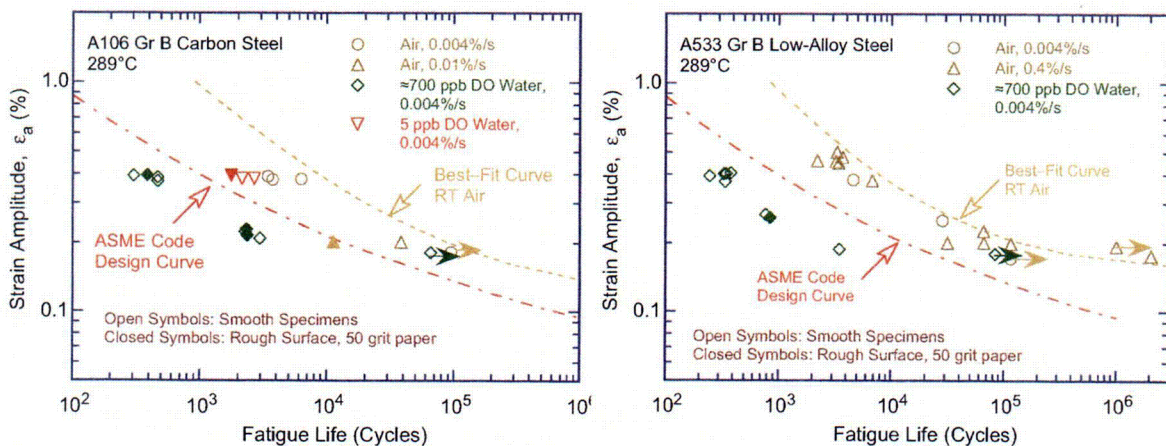 A106 Gr B Carbon Steel
289°C
Air, 0.004%/s
Air, 0.01%/s
≈700 ppb DO Water,
0.004%/s
5 ppb DO Water,
0.004%/s
1.0
0.1
Strain Amplitude, εa (%)
Best–Fit Curve
RT Air
ASME Code
Design Curve
Open Symbols: Smooth Specimens
Closed Symbols: Rough Surface, 50 grit paper
10² 10³ 10⁴ 10⁵ 10⁶
Fatigue Life (Cycles)
A533 Gr B Low-Alloy Steel
289°C
Air, 0.004%/s
Air, 0.4%/s
≈700 ppb DO Water,
0.004%/s
1.0
0.1
Strain Amplitude, εa (%)
Best–Fit Curve
RT Air
ASME Code
Design Curve
Open Symbols: Smooth Specimens
Closed Symbols: Rough Surface, 50 grit paper
10² 10³ 10⁴ 10⁵ 10⁶
Fatigue Life (Cycles)